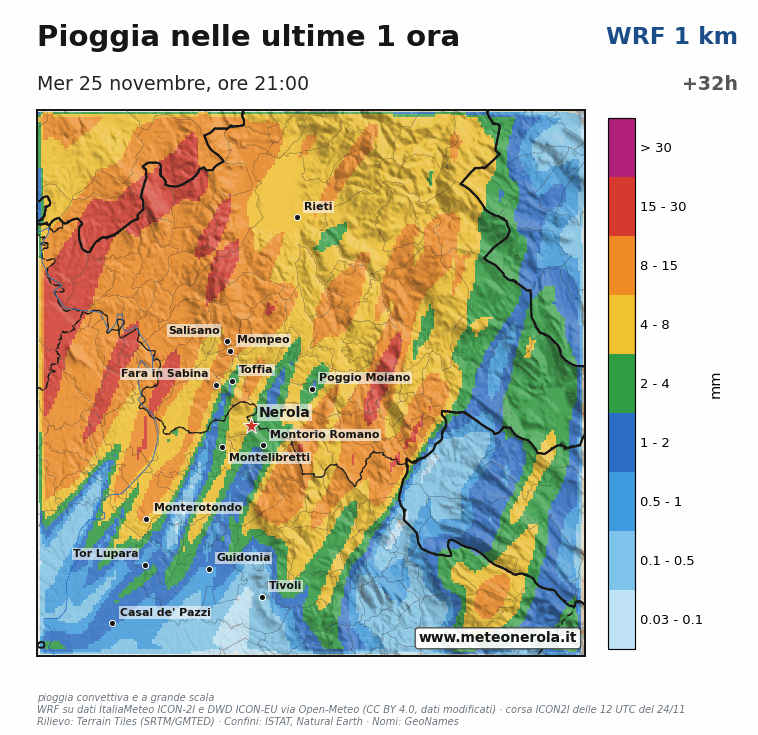 Pioggia nelle ultime 1 ora
WRF 1 km
Mer 25 novembre, ore 21:00
+32h
Rieti
Salisano
Mompeo
Fara in Sabina
Toffia
Poggio Moiano
Nerola
Montorio Romano
Montelibretti
Monterotondo
Tor Lupara
Guidonia
Tivoli
Casal de' Pazzi
www.meteonerola.it
> 30
15 - 30
8 - 15
4 - 8
2 - 4
1 - 2
0.5 - 1
0.1 - 0.5
0.03 - 0.1
mm
pioggia convettiva e a grande scala
WRF su dati ItaliaMeteo ICON-2I e DWD ICON-EU via Open-Meteo (CC BY 4.0, dati modificati) · corsa ICON2I delle 12 UTC del 24/11
Rilievo: Terrain Tiles (SRTM/GMTED) · Confini: ISTAT, Natural Earth · Nomi: GeoNames